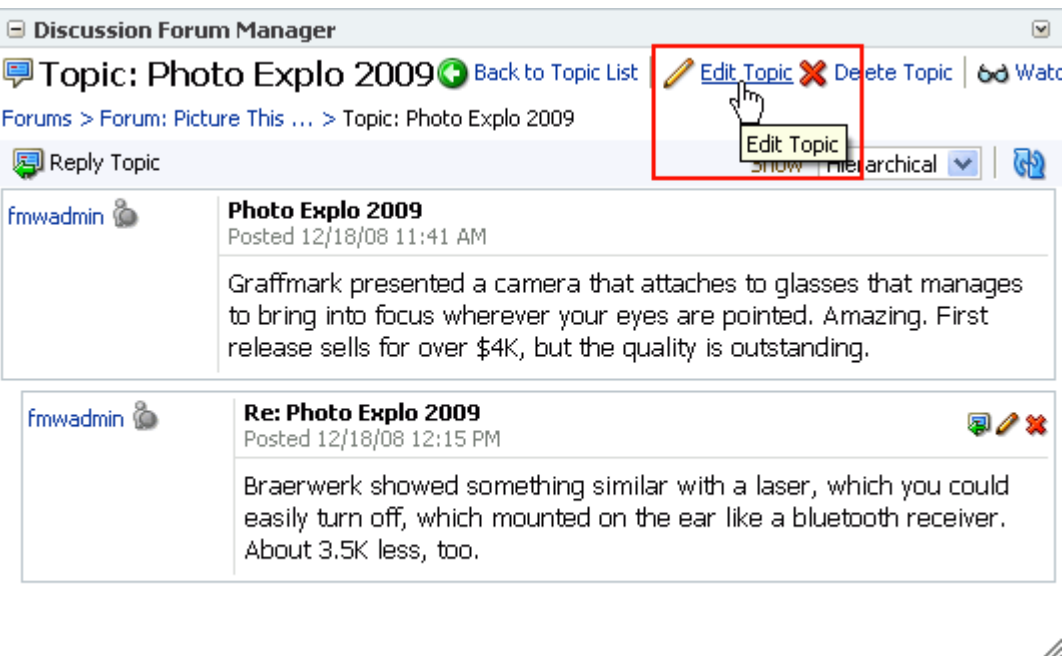 Discussion Forum Manager
Topic: Photo Explo 2009 Back to Topic List Edit Topic Delete Topic Watc
Forums > Forum: Picture This ... > Topic: Photo Explo 2009
Edit Topic
Reply Topic Show Hierarchical
fmwadmin Photo Explo 2009
Posted 12/18/08 11:41 AM
Graffmark presented a camera that attaches to glasses that manages
to bring into focus wherever your eyes are pointed. Amazing. First
release sells for over $4K, but the quality is outstanding.
fmwadmin Re: Photo Explo 2009
Posted 12/18/08 12:15 PM
Braerwerk showed something similar with a laser, which you could
easily turn off, which mounted on the ear like a bluetooth receiver.
About 3.5K less, too.